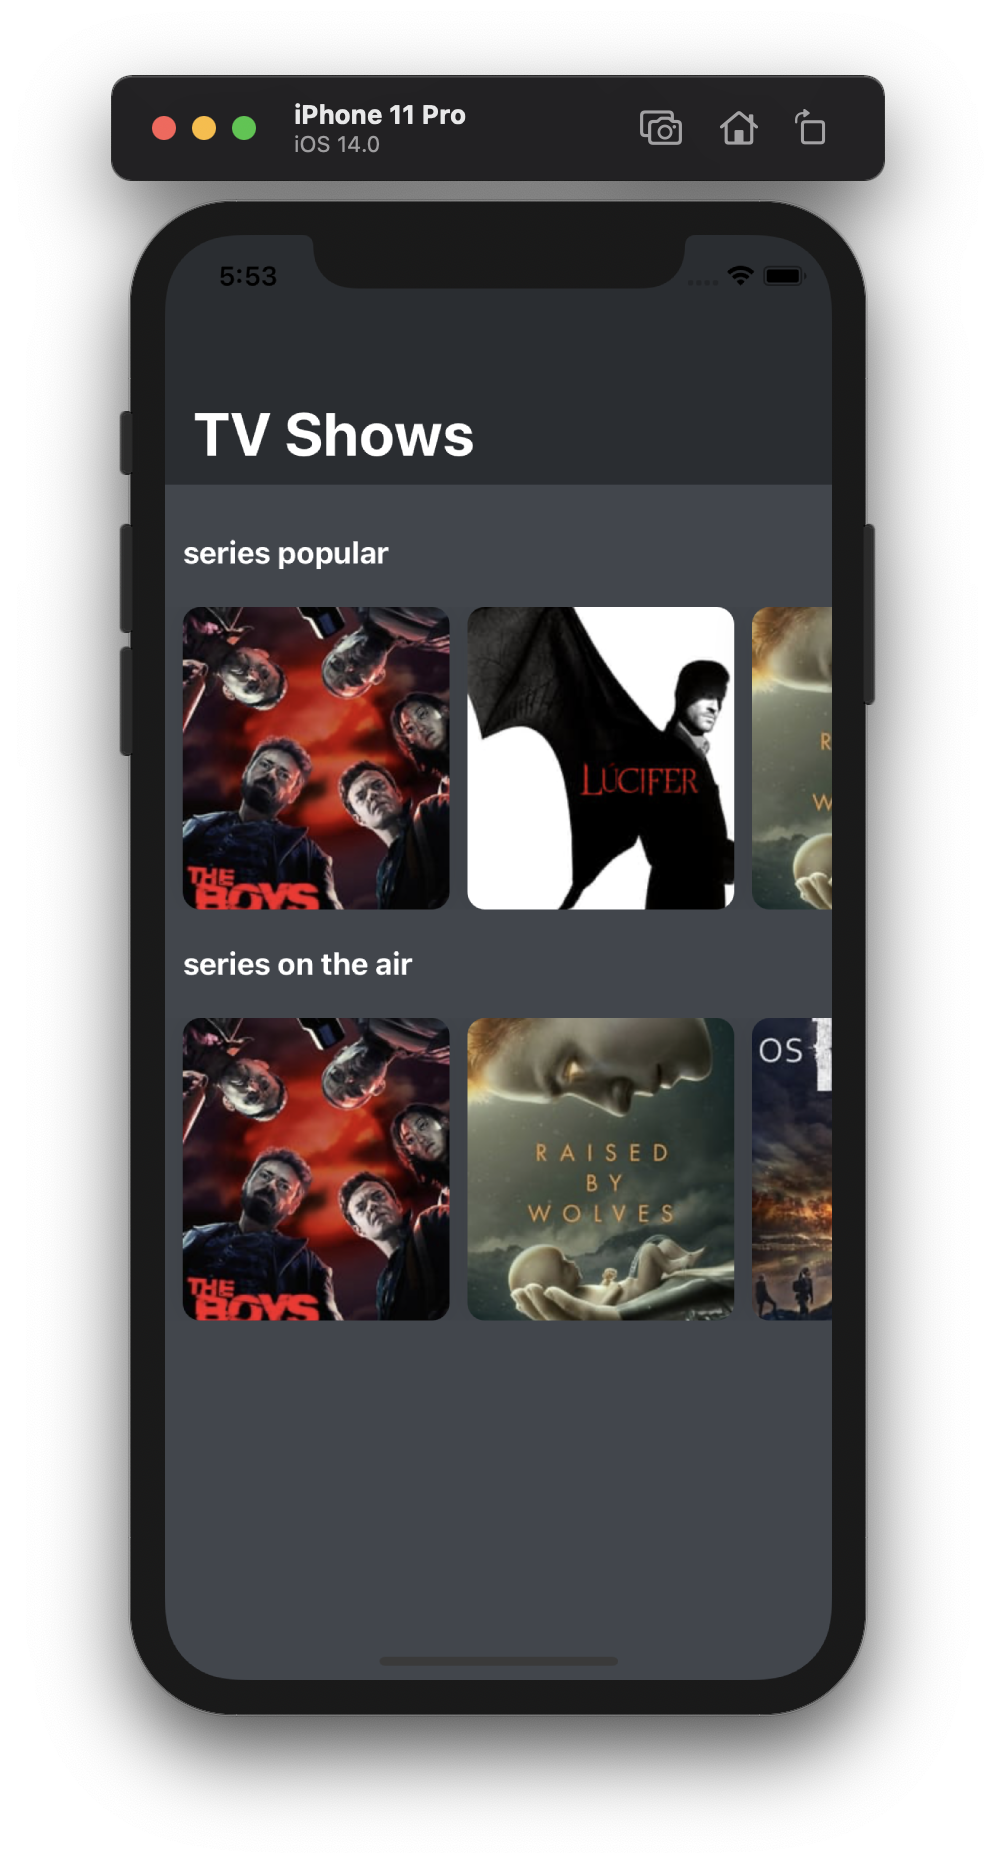 iPhone 11 Pro
iOS 14.0
5:53
TV Shows
series popular
THE
BOYS
LUCIFER
R
W
series on the air
THE
BOYS
RAISED
BY
WOLVES
OS